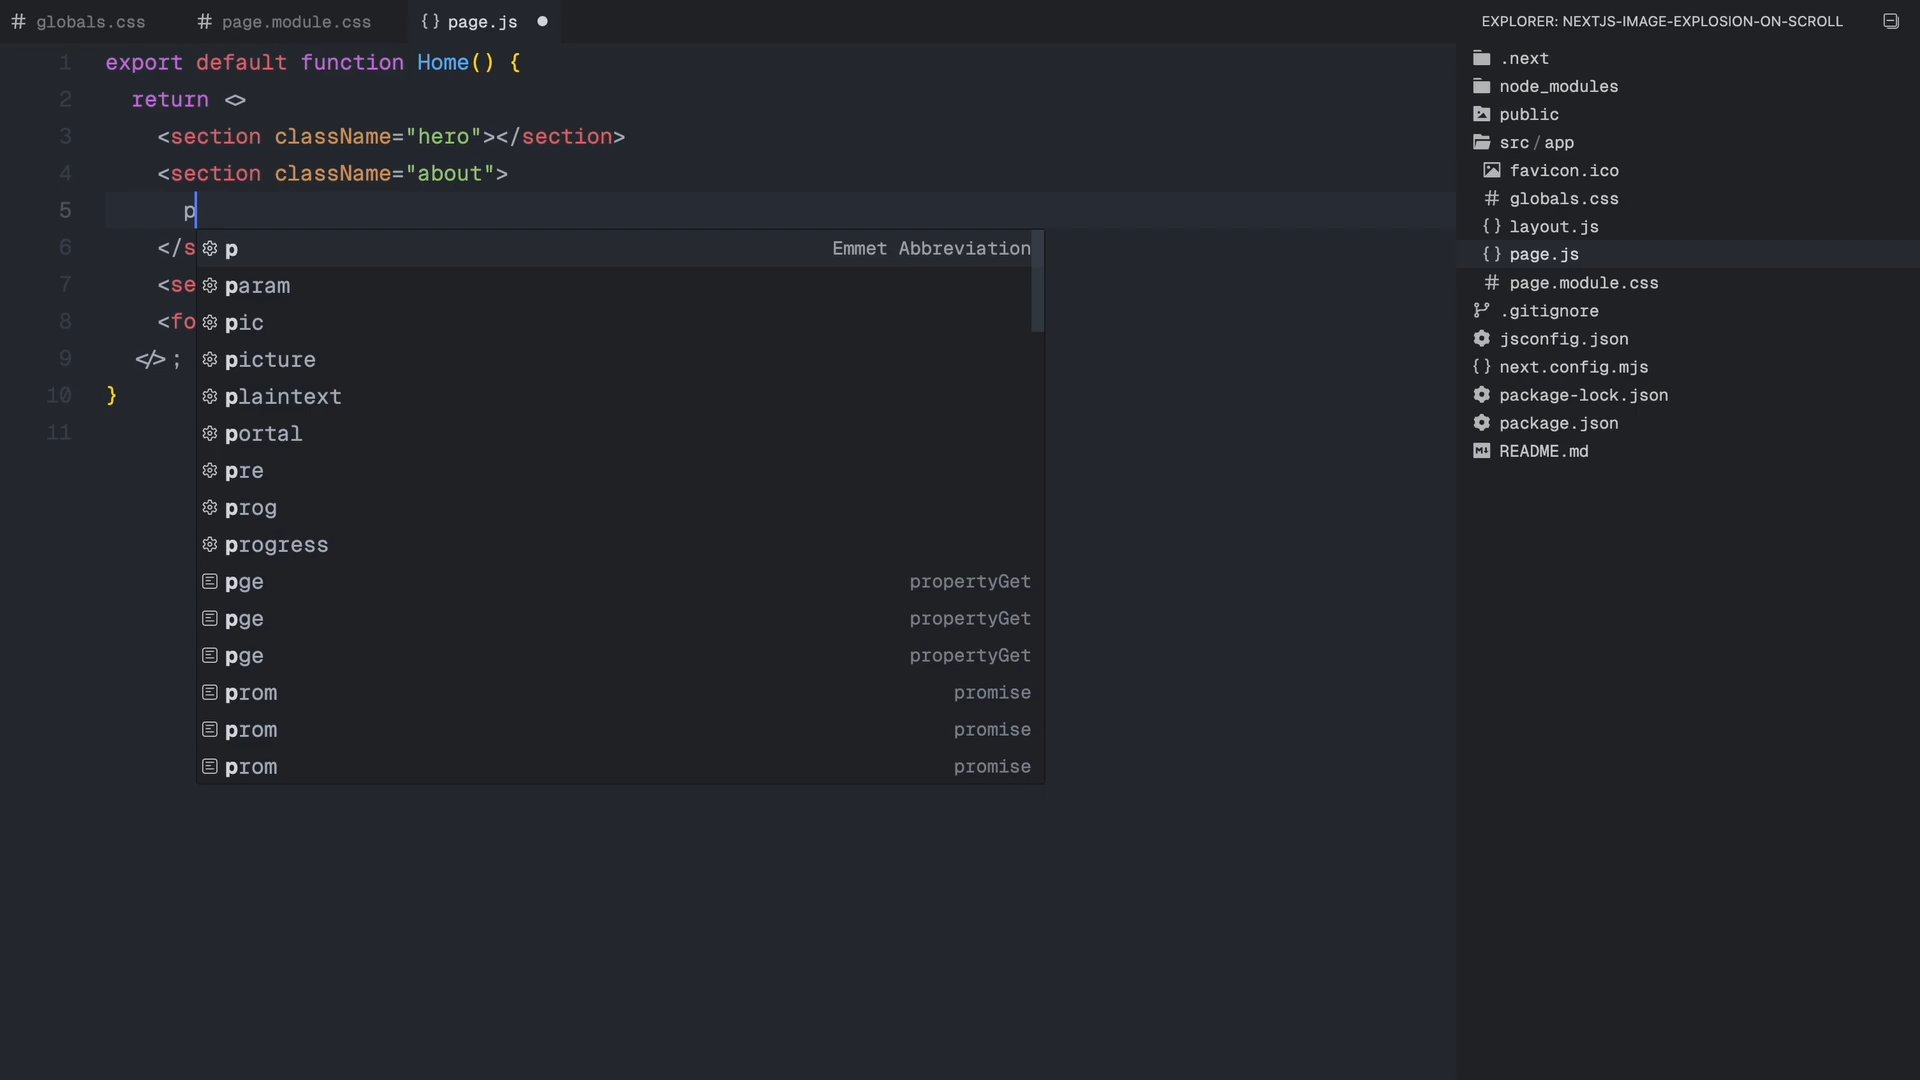 # globals.css
# page.module.css
{} page.js ●
EXPLORER: NEXTJS-IMAGE-EXPLOSION-ON-SCROLL
1 export default function Home() {
2 return <>
3 <section className="hero"></section>
4 <section className="about">
5 p
6 </s
7 <se
8 <fo
9 </>;
10 }
11
p Emmet Abbreviation
param
pic
picture
plaintext
portal
pre
prog
progress
pge propertyGet
pge propertyGet
pge propertyGet
prom promise
prom promise
prom promise
.next
node_modules
public
src/app
favicon.ico
# globals.css
{} layout.js
{} page.js
# page.module.css
.gitignore
jsconfig.json
{} next.config.mjs
package-lock.json
package.json
README.md